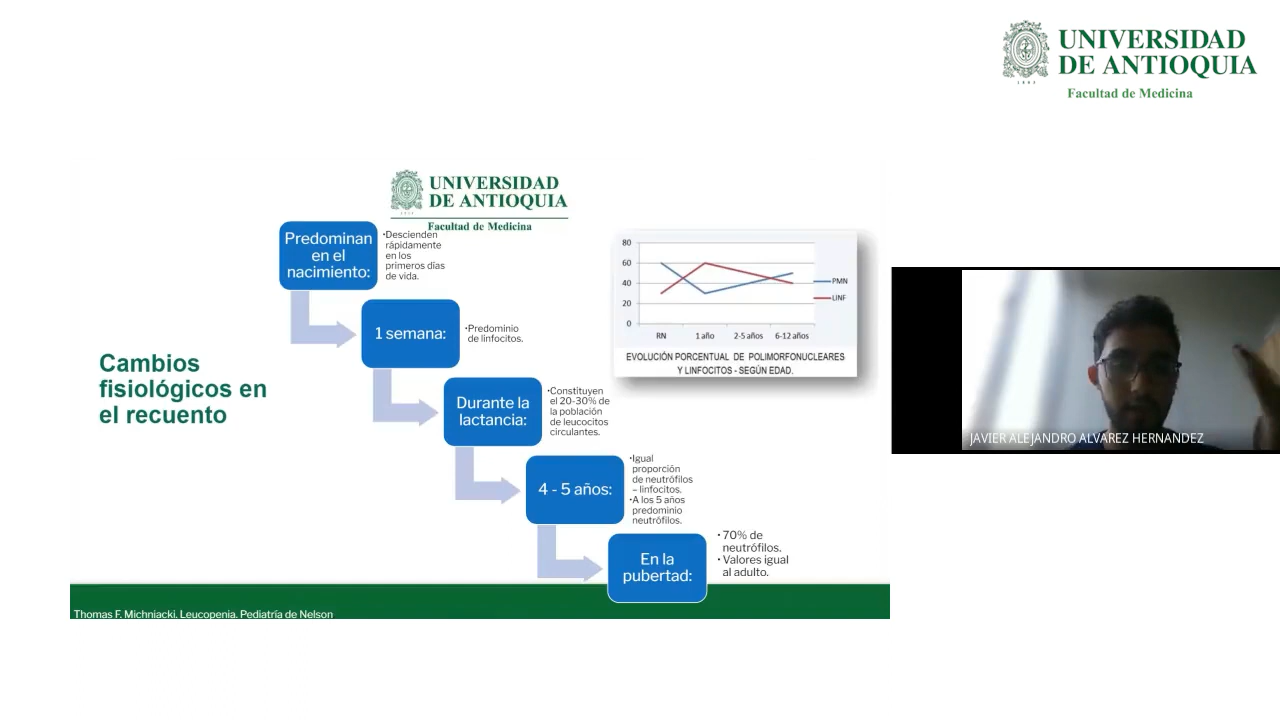 UNIVERSIDAD
DE ANTIOQUIA
Facultad de Medicina
UNIVERSIDAD
DE ANTIOQUIA
Facultad de Medicina
Cambios
fisiológicos en
el recuento
Predominan
en el
nacimiento:
•Descienden
rápidamente
en los
primeros días
de vida.
1 semana:
•Predominio
de linfocitos.
Durante la
lactancia:
•Constituyen
el 20-30% de
la población
de leucocitos
circulantes.
4 - 5 años:
•Igual
proporción
de neutrófilos
– linfocitos.
•A los 5 años
predominio
neutrófilos.
En la
pubertad:
• 70% de
neutrófilos.
• Valores igual
al adulto.
80
60
40
20
0
RN 1 año 2-5 años 6-12 años
PMN
LINF
EVOLUCIÓN PORCENTUAL DE POLIMORFONUCLEARES
Y LINFOCITOS - SEGÚN EDAD.
Thomas F. Michniacki. Leucopenia. Pediatría de Nelson
JAVIER ALEJANDRO ALVAREZ HERNANDEZ